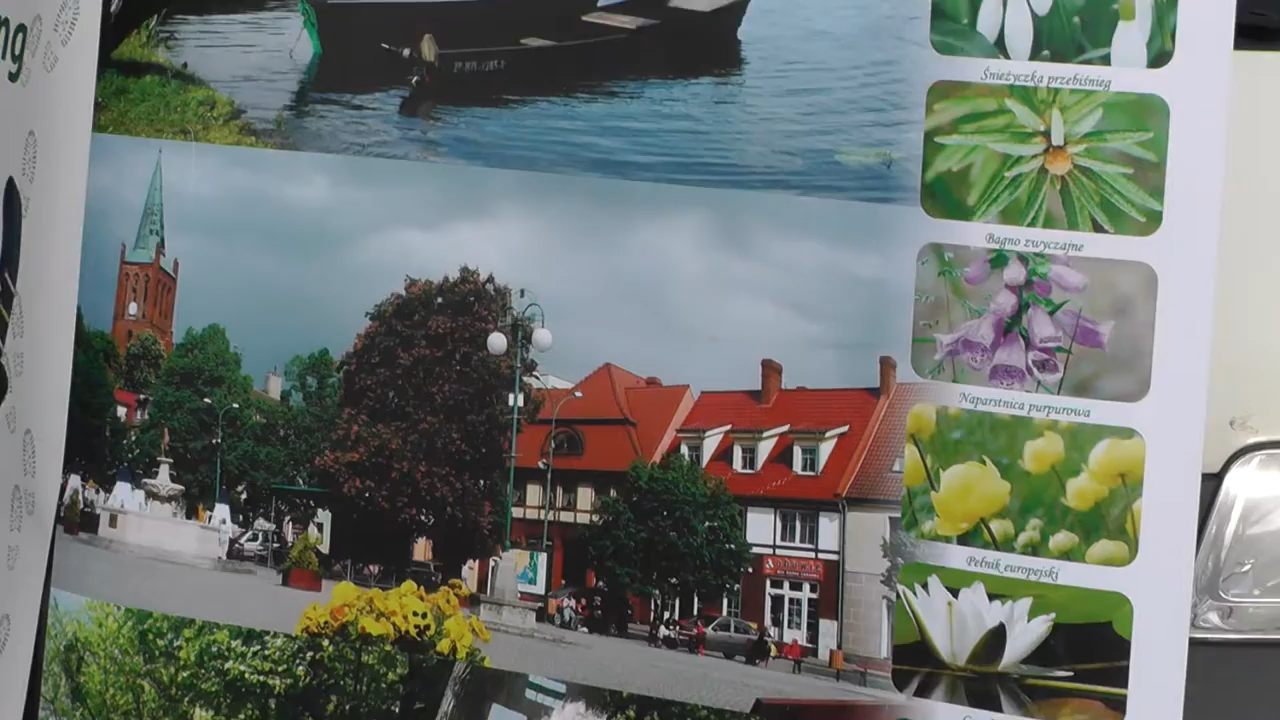 ng
Śnieżyczka przebiśnieg
Bagno zwyczajne
Naparstnica purpurowa
Pełnik europejski